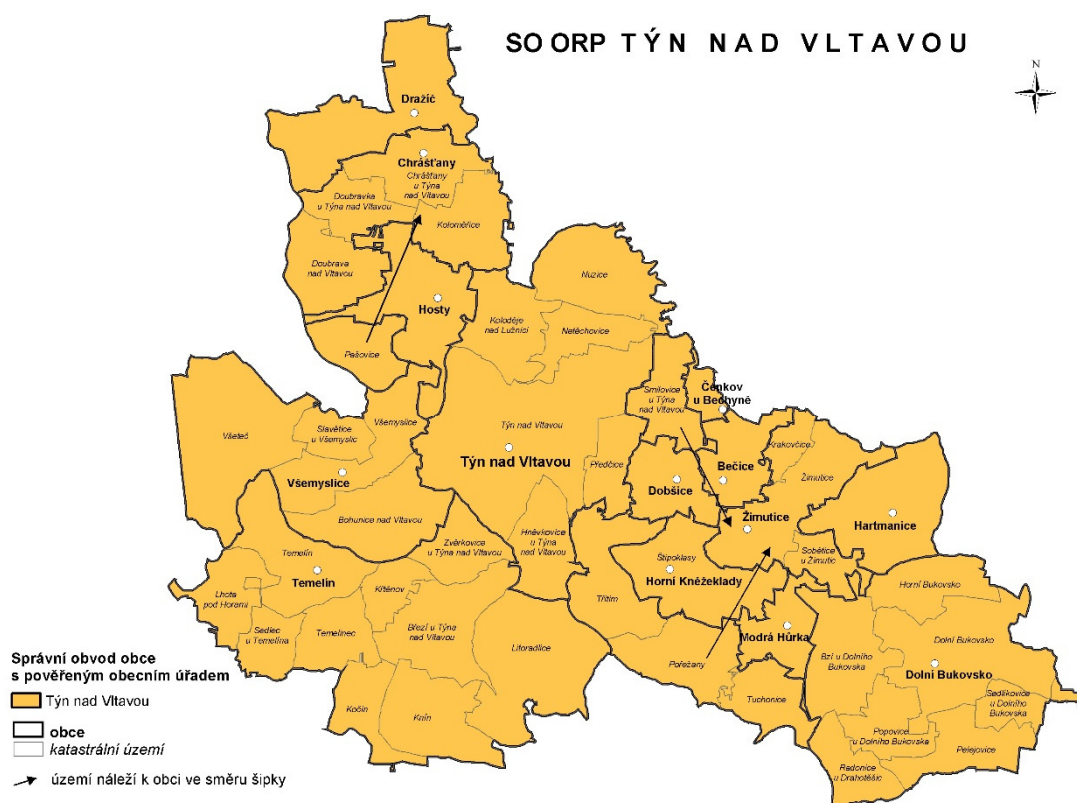 SO ORP TÝN NAD VLTAVOU
N
Dražíč
Chrášťany
Chrášťany
u Týna
nad Vltavou
Doubravka
u Týna nad Vltavou
Koloměřice
Doubrava
nad Vltavou
Hosty
Pašovice
Nuzice
Koloděje
nad Lužnicí
Netěchovice
Smilovice
u Týna
nad Vltavou
Čenkov
u Bechyně
Všeteč
Slavětice
u Všemyslic
Všemyslice
Všemyslice
Bohunice nad Vltavou
Týn nad Vltavou
Týn nad Vltavou
Předčice
Dobšice
Bečice
Krakovčice
Žimutice
Žimutice
Hartmanice
Sobětice
u Žimutic
Hněvkovice
u Týna
nad Vltavou
Zvěrkovice
u Týna nad Vltavou
Temelín
Temelín
Lhota
pod Horami
Sedlec
u Temelína
Temelinec
Křtěnov
Březí u Týna
nad Vltavou
Litoradlice
Kočín
Knín
Štipoklasy
Horní Kněžeklady
Třitim
Pořežany
Modrá Hůrka
Tuchonice
Horní Bukovsko
Dolní Bukovsko
Dolní Bukovsko
Bzí u Dolního
Bukovska
Sedlíkovice
u Dolního
Bukovska
Popovice
u Dolního Bukovska
Pelejovice
Radonice
u Drahotěšic
Správní obvod obce
s pověřeným obecním úřadem
Týn nad Vltavou
obce
katastrální území
území náleží k obci ve směru šipky